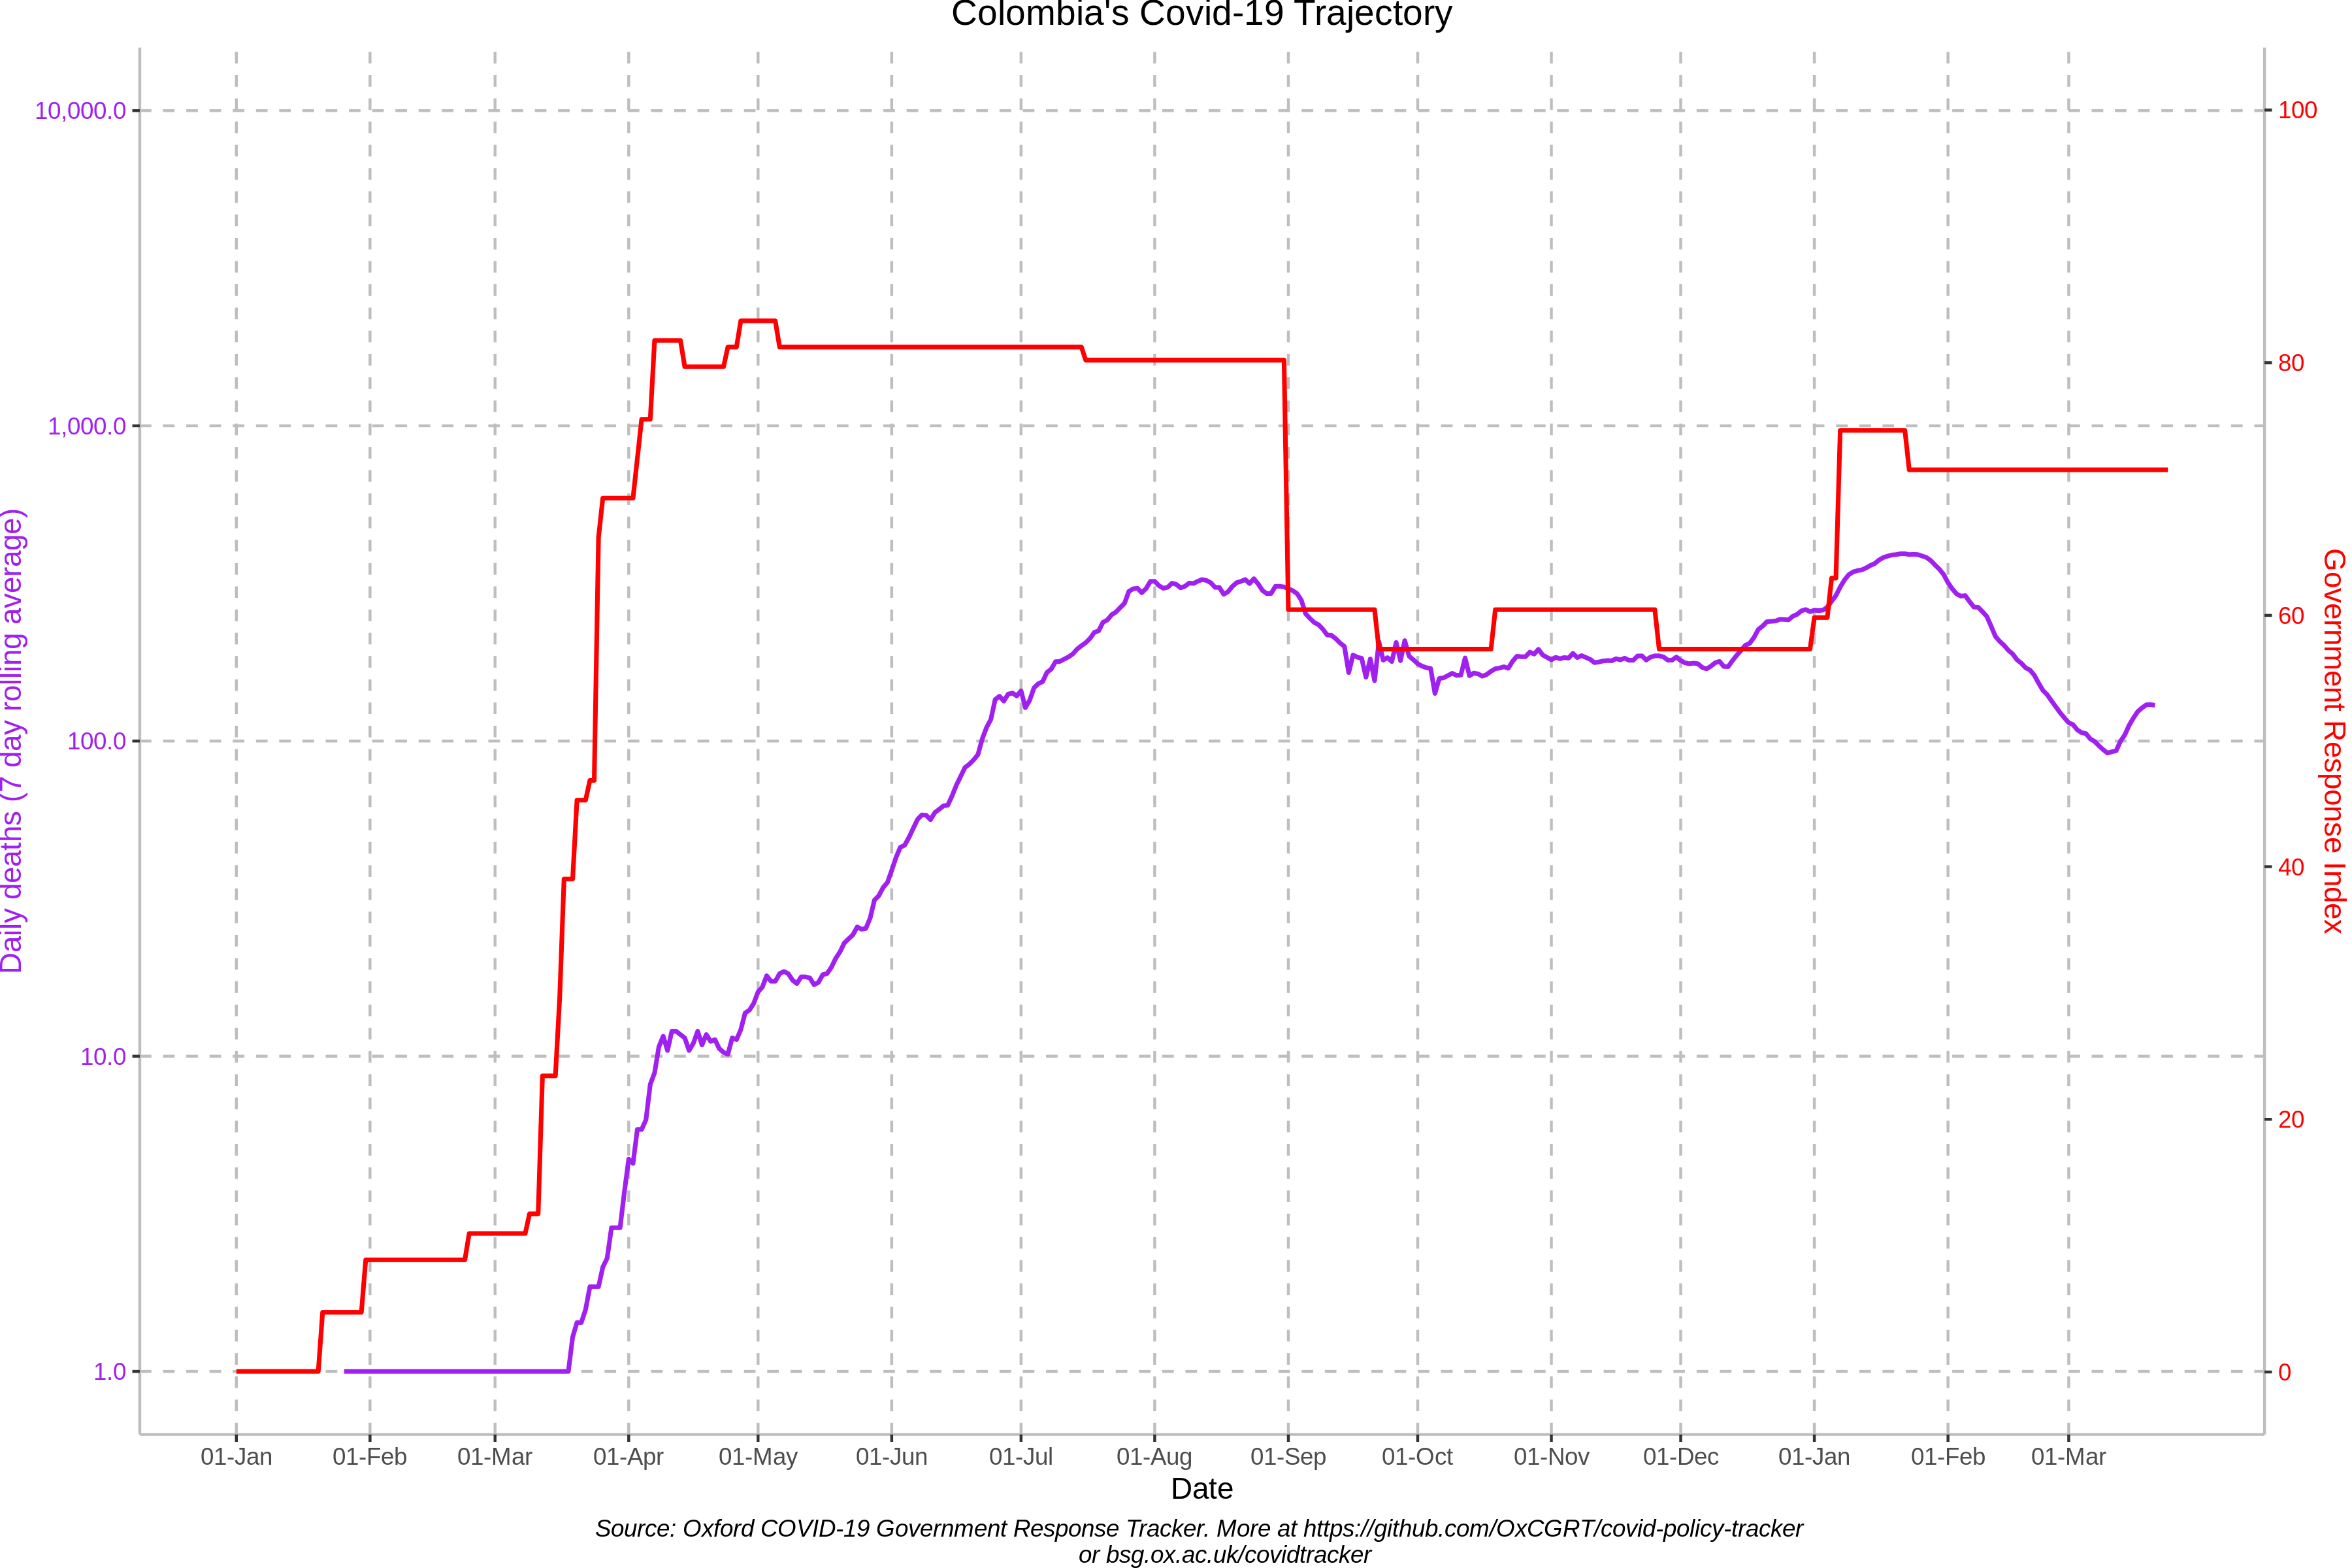 Colombia's Covid-19 Trajectory
10,000.0
1,000.0
100.0
10.0
1.0
Daily deaths (7 day rolling average)
100
80
60
40
20
0
Government Response Index
01-Jan 01-Feb 01-Mar 01-Apr 01-May 01-Jun 01-Jul 01-Aug 01-Sep 01-Oct 01-Nov 01-Dec 01-Jan 01-Feb 01-Mar
Date
Source: Oxford COVID-19 Government Response Tracker. More at https://github.com/OxCGRT/covid-policy-tracker
or bsg.ox.ac.uk/covidtracker